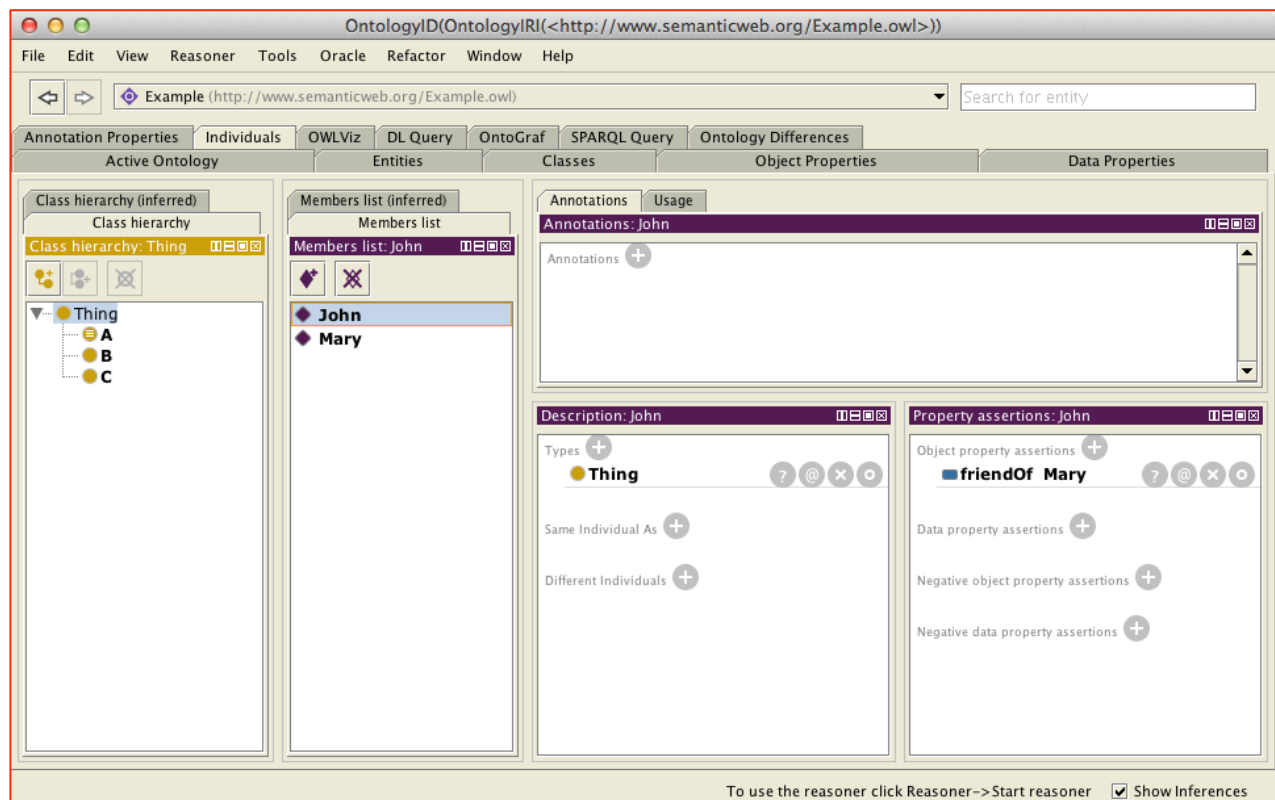 OntologyID(OntologyIRI(<http://www.semanticweb.org/Example.owl>))
File Edit View Reasoner Tools Oracle Refactor Window Help
Example (http://www.semanticweb.org/Example.owl)
Search for entity
Annotation Properties Individuals OWLViz DL Query OntoGraf SPARQL Query Ontology Differences
Active Ontology Entities Classes Object Properties Data Properties
Class hierarchy (inferred)
Class hierarchy
Class hierarchy: Thing
Thing
A
B
C
Members list (inferred)
Members list
Members list: John
John
Mary
Annotations Usage
Annotations: John
Annotations
Description: John
Types
Thing
? @
Same Individual As
Different Individuals
Property assertions: John
Object property assertions
friendOf Mary
? @
Data property assertions
Negative object property assertions
Negative data property assertions
To use the reasoner click Reasoner->Start reasoner Show Inferences